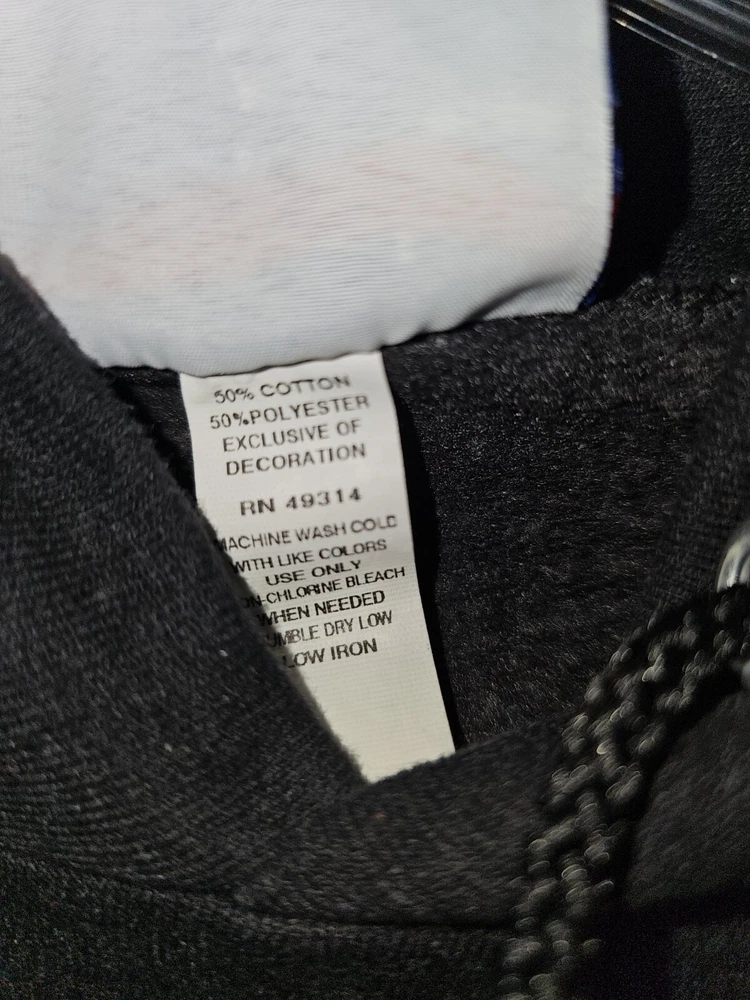 50% COTTON
50%POLYESTER
EXCLUSIVE OF
DECORATION
RN 49314
MACHINE WASH COLD
WITH LIKE COLORS
USE ONLY
ON-CHLORINE BLEACH
WHEN NEEDED
UMBLE DRY LOW
LOW IRON